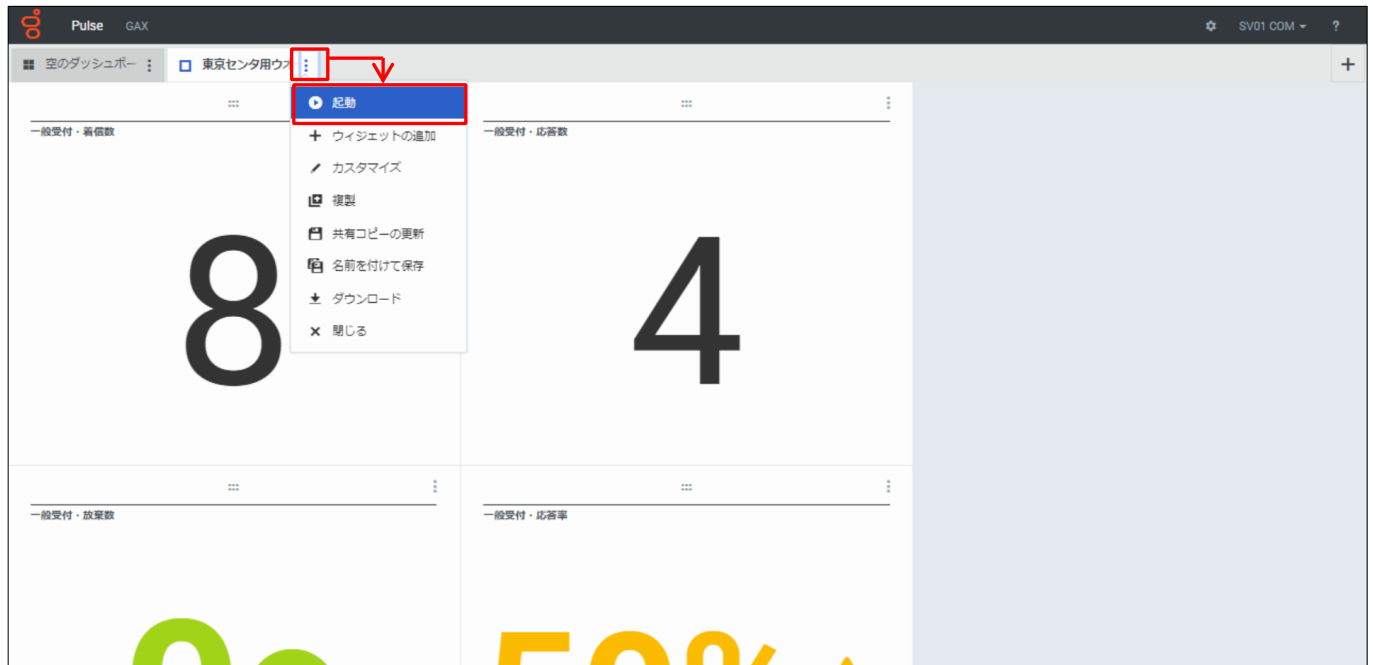 Pulse GAX SV01 COM ?
空のダッシュボー 東京センタ用ウォ
起動
ウィジェットの追加
カスタマイズ
複製
共有コピーの更新
名前を付けて保存
ダウンロード
閉じる
一般受付・着信数
8
一般受付・応答数
4
一般受付・放棄数
一般受付・応答率
50%